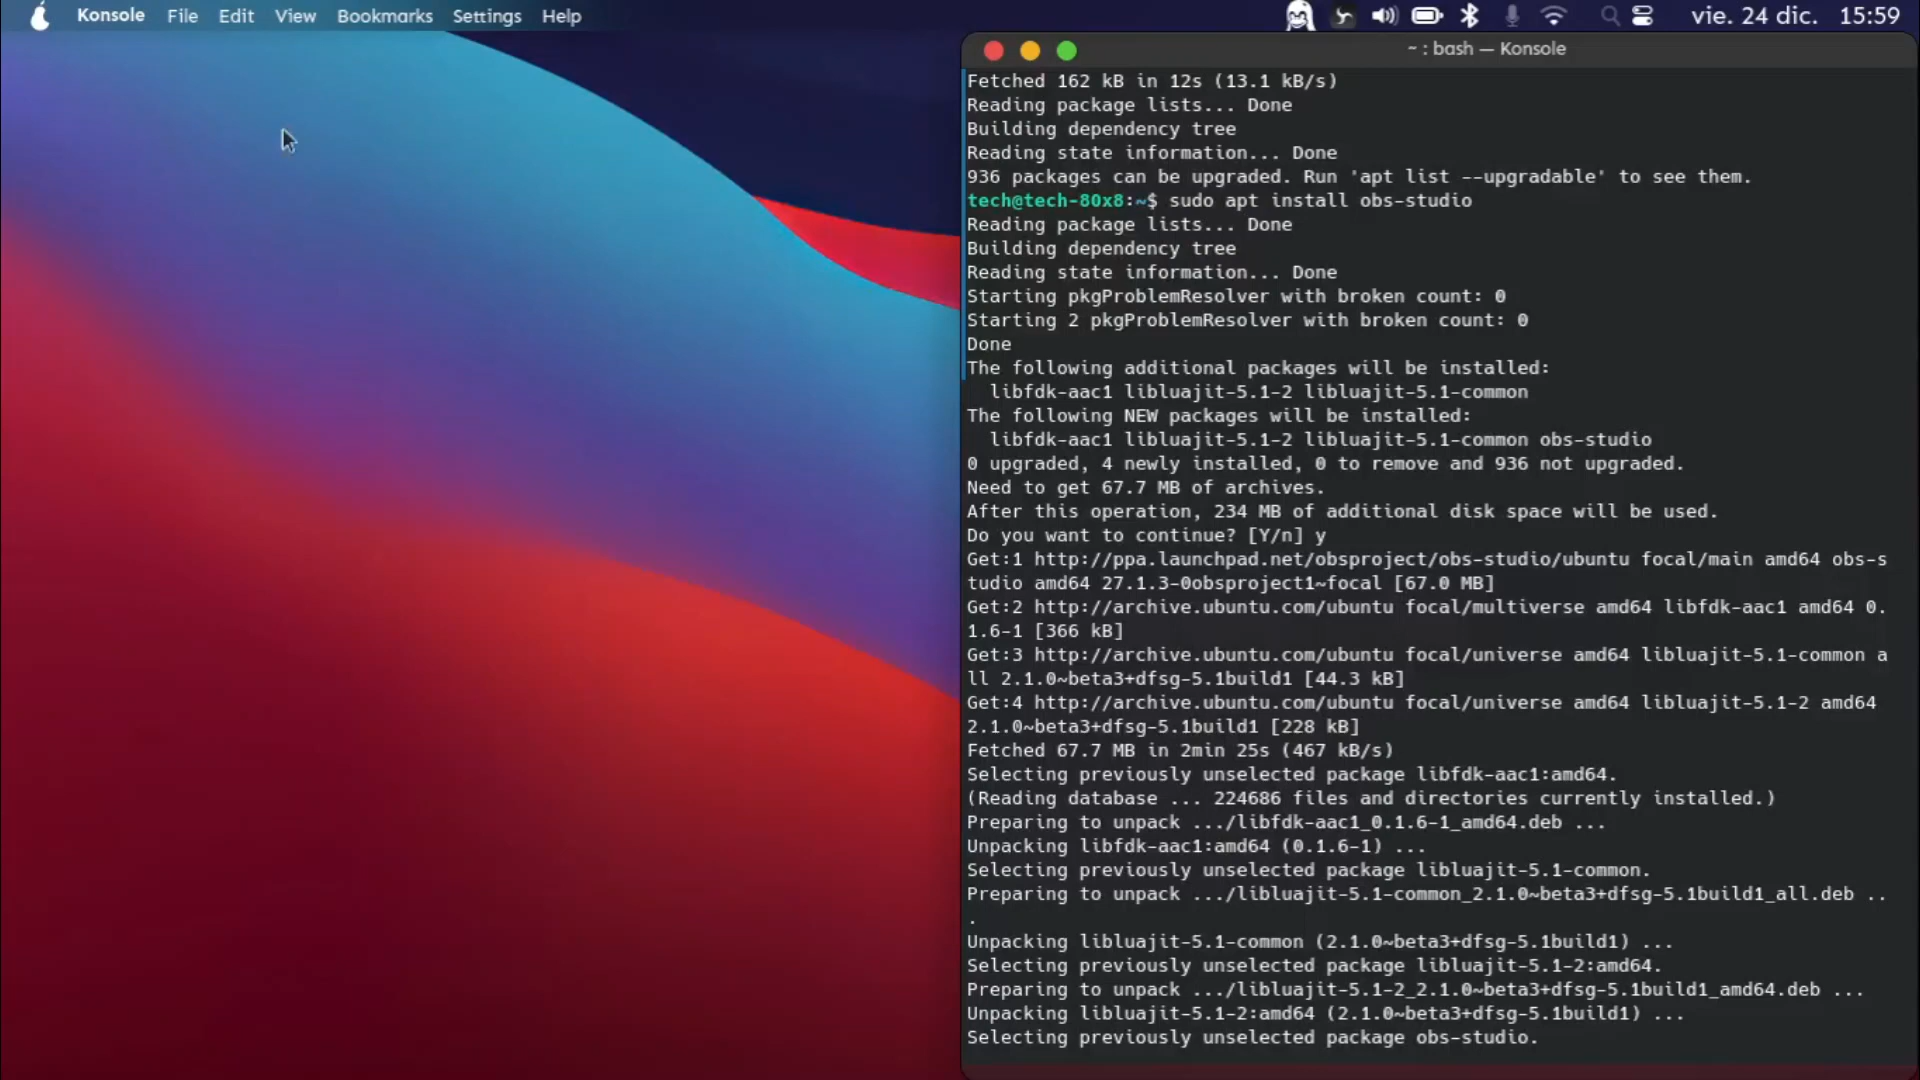 Konsole File Edit View Bookmarks Settings Help
vie. 24 dic. 15:59
~ : bash — Konsole
Fetched 162 kB in 12s (13.1 kB/s)
Reading package lists... Done
Building dependency tree
Reading state information... Done
936 packages can be upgraded. Run 'apt list --upgradable' to see them.
tech@tech-80x8:~$ sudo apt install obs-studio
Reading package lists... Done
Building dependency tree
Reading state information... Done
Starting pkgProblemResolver with broken count: 0
Starting 2 pkgProblemResolver with broken count: 0
Done
The following additional packages will be installed:
  libfdk-aac1 libluajit-5.1-2 libluajit-5.1-common
The following NEW packages will be installed:
  libfdk-aac1 libluajit-5.1-2 libluajit-5.1-common obs-studio
0 upgraded, 4 newly installed, 0 to remove and 936 not upgraded.
Need to get 67.7 MB of archives.
After this operation, 234 MB of additional disk space will be used.
Do you want to continue? [Y/n] y
Get:1 http://ppa.launchpad.net/obsproject/obs-studio/ubuntu focal/main amd64 obs-s
tudio amd64 27.1.3-0obsproject1~focal [67.0 MB]
Get:2 http://archive.ubuntu.com/ubuntu focal/multiverse amd64 libfdk-aac1 amd64 0.
1.6-1 [366 kB]
Get:3 http://archive.ubuntu.com/ubuntu focal/universe amd64 libluajit-5.1-common a
ll 2.1.0~beta3+dfsg-5.1build1 [44.3 kB]
Get:4 http://archive.ubuntu.com/ubuntu focal/universe amd64 libluajit-5.1-2 amd64
2.1.0~beta3+dfsg-5.1build1 [228 kB]
Fetched 67.7 MB in 2min 25s (467 kB/s)
Selecting previously unselected package libfdk-aac1:amd64.
(Reading database ... 224686 files and directories currently installed.)
Preparing to unpack .../libfdk-aac1_0.1.6-1_amd64.deb ...
Unpacking libfdk-aac1:amd64 (0.1.6-1) ...
Selecting previously unselected package libluajit-5.1-common.
Preparing to unpack .../libluajit-5.1-common_2.1.0~beta3+dfsg-5.1build1_all.deb ..
.
Unpacking libluajit-5.1-common (2.1.0~beta3+dfsg-5.1build1) ...
Selecting previously unselected package libluajit-5.1-2:amd64.
Preparing to unpack .../libluajit-5.1-2_2.1.0~beta3+dfsg-5.1build1_amd64.deb ...
Unpacking libluajit-5.1-2:amd64 (2.1.0~beta3+dfsg-5.1build1) ...
Selecting previously unselected package obs-studio.